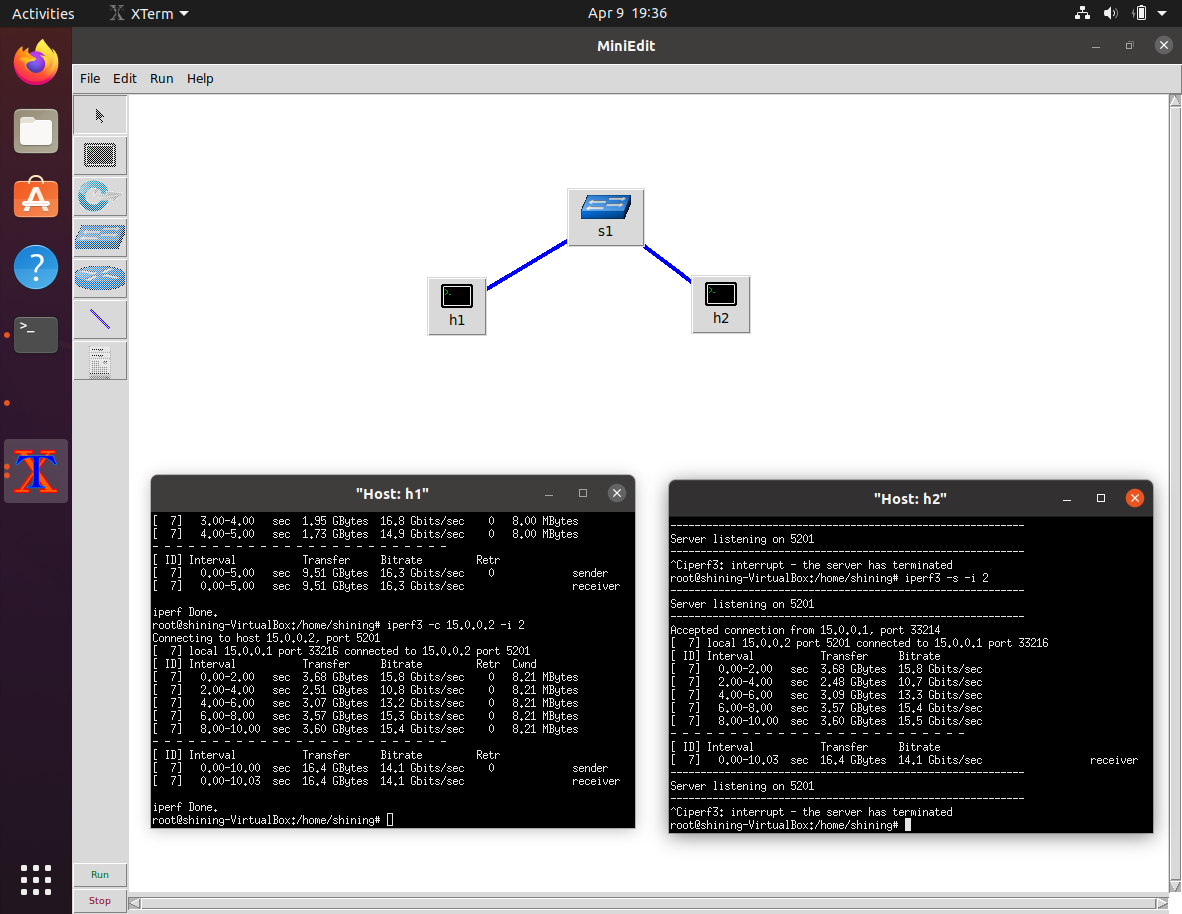 Activities XTerm Apr 9 19:36
MiniEdit
File Edit Run Help
s1
h1
h2
"Host: h1"
[  7]   3.00-4.00   sec  1.95 GBytes  16.8 Gbits/sec    0   8.00 MBytes
[  7]   4.00-5.00   sec  1.73 GBytes  14.9 Gbits/sec    0   8.00 MBytes
- - - - - - - - - - - - - - - - - - - - - - - - -
[ ID] Interval           Transfer     Bitrate         Retr
[  7]   0.00-5.00   sec  9.51 GBytes  16.3 Gbits/sec    0             sender
[  7]   0.00-5.00   sec  9.51 GBytes  16.3 Gbits/sec                  receiver
iperf Done.
root@shining-VirtualBox:/home/shining# iperf3 -c 15.0.0.2 -i 2
Connecting to host 15.0.0.2, port 5201
[  7] local 15.0.0.1 port 33216 connected to 15.0.0.2 port 5201
[ ID] Interval           Transfer     Bitrate         Retr  Cwnd
[  7]   0.00-2.00   sec  3.68 GBytes  15.8 Gbits/sec    0   8.21 MBytes
[  7]   2.00-4.00   sec  2.51 GBytes  10.8 Gbits/sec    0   8.21 MBytes
[  7]   4.00-6.00   sec  3.07 GBytes  13.2 Gbits/sec    0   8.21 MBytes
[  7]   6.00-8.00   sec  3.57 GBytes  15.3 Gbits/sec    0   8.21 MBytes
[  7]   8.00-10.00  sec  3.60 GBytes  15.4 Gbits/sec    0   8.21 MBytes
- - - - - - - - - - - - - - - - - - - - - - - - -
[ ID] Interval           Transfer     Bitrate         Retr
[  7]   0.00-10.00  sec  16.4 GBytes  14.1 Gbits/sec    0             sender
[  7]   0.00-10.03  sec  16.4 GBytes  14.1 Gbits/sec                  receiver
iperf Done.
root@shining-VirtualBox:/home/shining#
"Host: h2"
-----------------------------------------------------------
Server listening on 5201
-----------------------------------------------------------
^Ciperf3: interrupt - the server has terminated
root@shining-VirtualBox:/home/shining# iperf3 -s -i 2
-----------------------------------------------------------
Server listening on 5201
-----------------------------------------------------------
Accepted connection from 15.0.0.1, port 33214
[  7] local 15.0.0.2 port 5201 connected to 15.0.0.1 port 33216
[ ID] Interval           Transfer     Bitrate
[  7]   0.00-2.00   sec  3.68 GBytes  15.8 Gbits/sec
[  7]   2.00-4.00   sec  2.48 GBytes  10.7 Gbits/sec
[  7]   4.00-6.00   sec  3.09 GBytes  13.3 Gbits/sec
[  7]   6.00-8.00   sec  3.57 GBytes  15.4 Gbits/sec
[  7]   8.00-10.00  sec  3.60 GBytes  15.5 Gbits/sec
- - - - - - - - - - - - - - - - - - - - - - - - -
[ ID] Interval           Transfer     Bitrate
[  7]   0.00-10.03  sec  16.4 GBytes  14.1 Gbits/sec                  receiver
-----------------------------------------------------------
Server listening on 5201
-----------------------------------------------------------
^Ciperf3: interrupt - the server has terminated
root@shining-VirtualBox:/home/shining#
Run
Stop